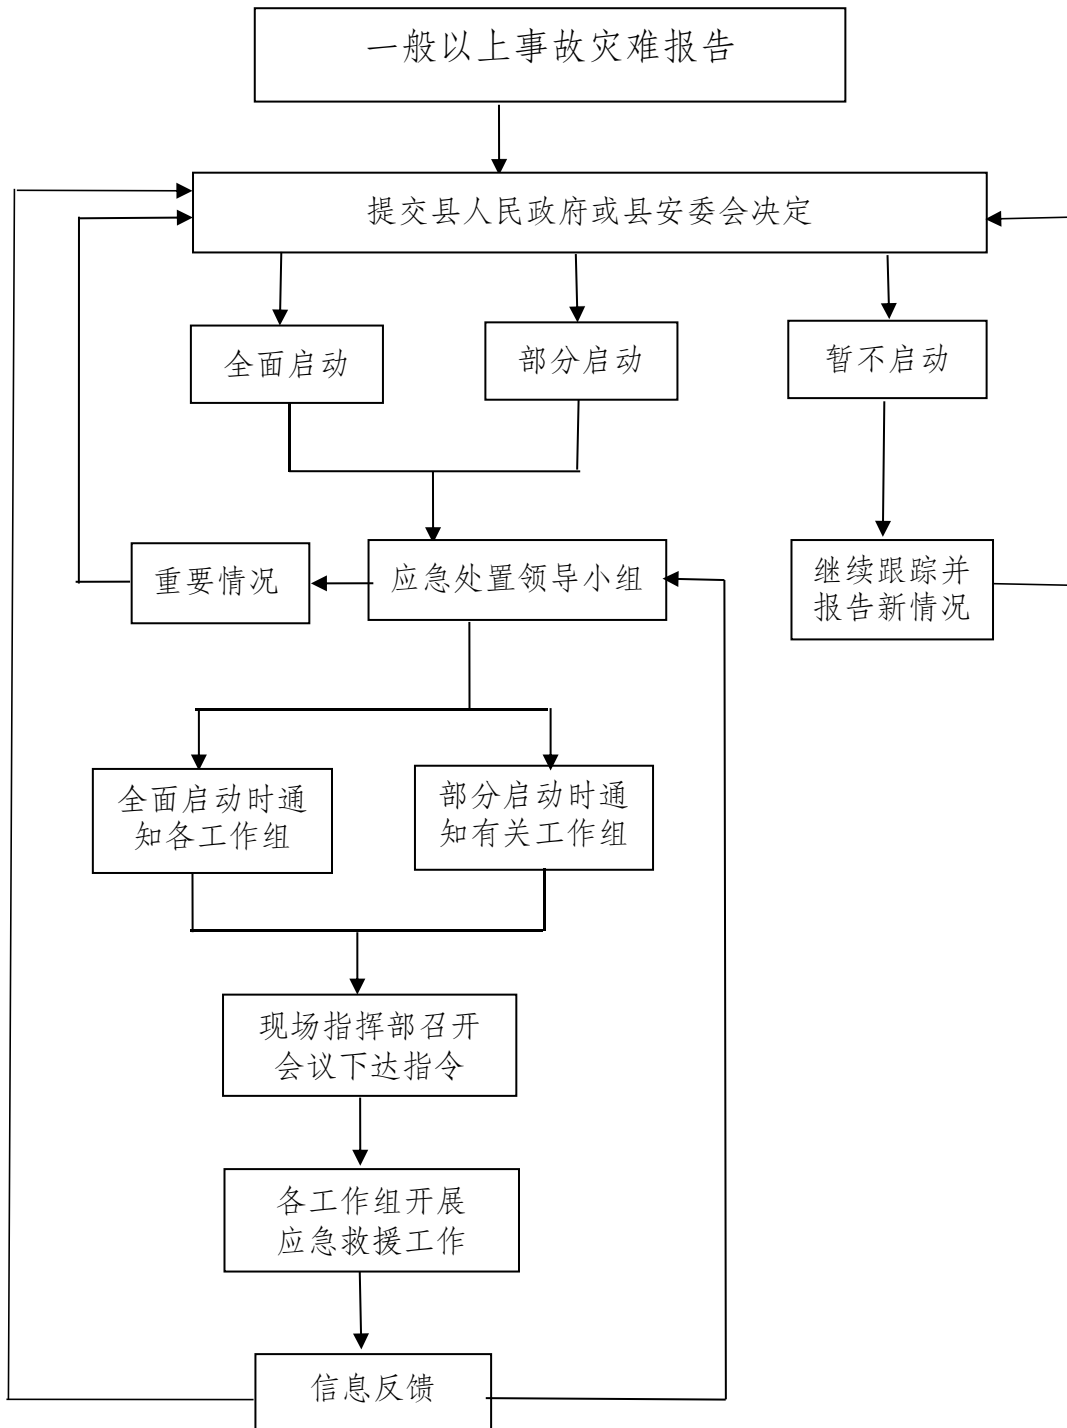 一般以上事故灾难报告
提交县人民政府或县安委会决定
全面启动
部分启动
暂不启动
重要情况
应急处置领导小组
继续跟踪并
报告新情况
全面启动时通
知各工作组
部分启动时通
知有关工作组
现场指挥部召开
会议下达指令
各工作组开展
应急救援工作
信息反馈